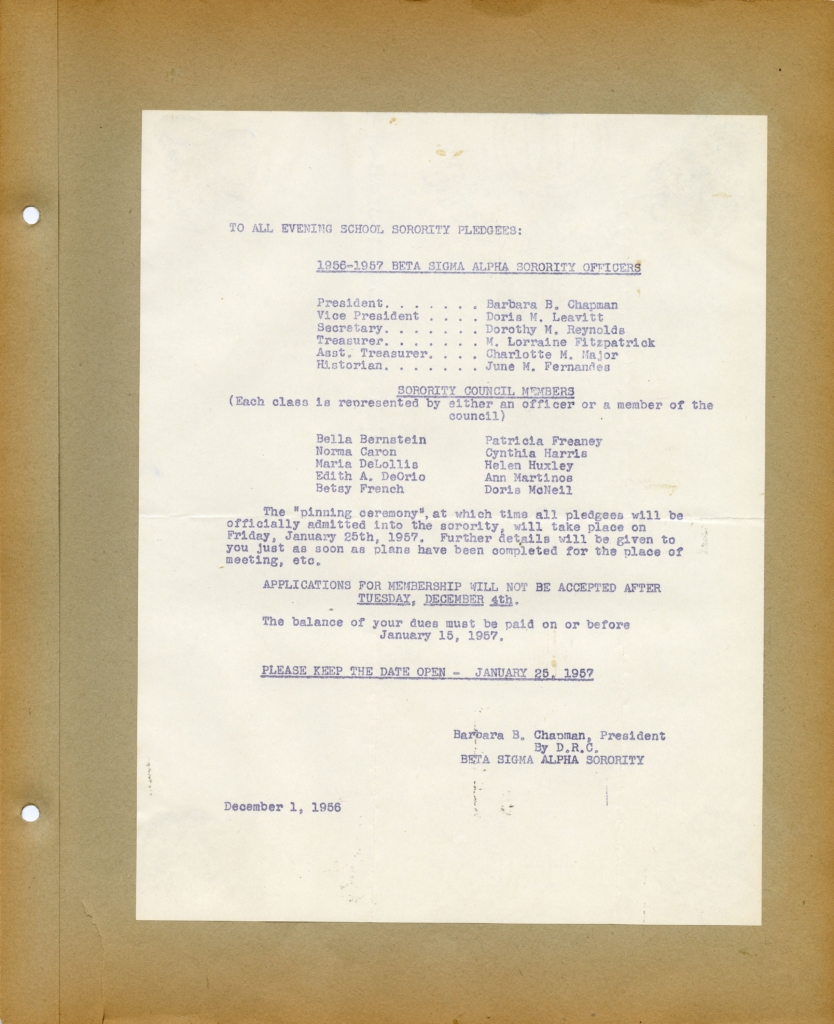 TO ALL EVENING SCHOOL SORORITY PLEDGEES:
1956-1957 BETA SIGMA ALPHA SORORITY OFFICERS
President. . . . . . . Barbara B. Chapman
Vice President . . . . Doris M. Leavitt
Secretary. . . . . . . Dorothy M. Reynolds
Treasurer. . . . . . . M. Lorraine Fitzpatrick
Asst. Treasurer. . . . Charlotte M. Major
Historian. . . . . . . June M. Fernandes
SORORITY COUNCIL MEMBERS
(Each class is represented by either an officer or a member of the
council)
Bella Bernstein Patricia Freaney
Norma Caron Cynthia Harris
Maria DeLollis Helen Huxley
Edith A. DeOrio Ann Martinos
Betsy French Doris McNeil
The "pinning ceremony", at which time all pledgees will be
officially admitted into the sorority, will take place on
Friday, January 25th, 1957. Further details will be given to
you just as soon as plans have been completed for the place of
meeting, etc.
APPLICATIONS FOR MEMBERSHIP WILL NOT BE ACCEPTED AFTER
TUESDAY, DECEMBER 4th.
The balance of your dues must be paid on or before
January 15, 1957.
PLEASE KEEP THE DATE OPEN - JANUARY 25, 1957
Barbara B. Chapman, President
By D.R.C.
BETA SIGMA ALPHA SORORITY
December 1, 1956